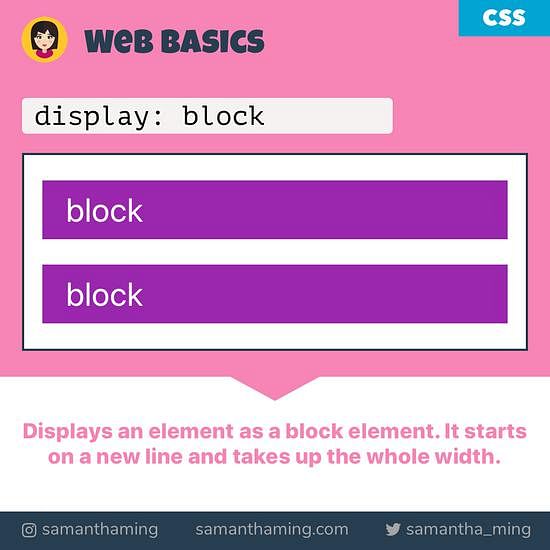 CSS
WeB BASICS
display: block
block
block
Displays an element as a block element. It starts
on a new line and takes up the whole width.
samanthaming samanthaming.com samantha_ming